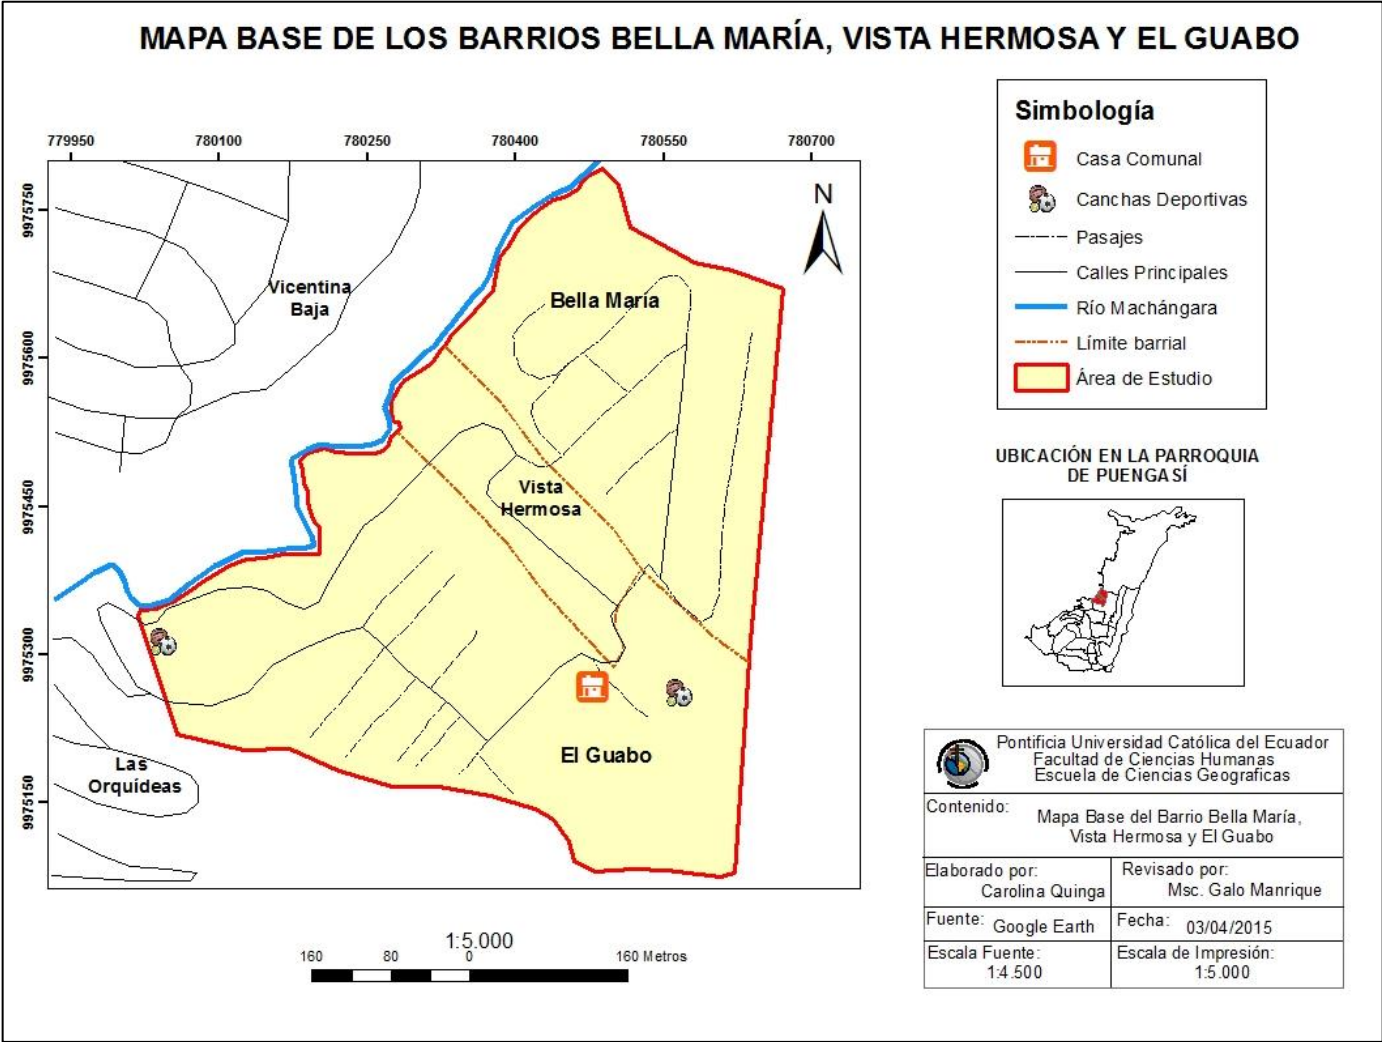 MAPA BASE DE LOS BARRIOS BELLA MARÍA, VISTA HERMOSA Y EL GUABO
779950 780100 780250 780400 780550 780700
9975750
9975600
9975450
9975300
9975150
N
Vicentina
Baja
Bella María
Vista
Hermosa
El Guabo
Las
Orquídeas
1:5.000
160 80 0 160 Metros
Simbología
Casa Comunal
Canchas Deportivas
Pasajes
Calles Principales
Río Machángara
Límite barrial
Área de Estudio
UBICACIÓN EN LA PARROQUIA
DE PUENGASÍ
Pontificia Universidad Católica del Ecuador
Facultad de Ciencias Humanas
Escuela de Ciencias Geograficas
Contenido:
Mapa Base del Barrio Bella María,
Vista Hermosa y El Guabo
Elaborado por:
Carolina Quinga
Revisado por:
Msc. Galo Manrique
Fuente: Google Earth
Fecha: 03/04/2015
Escala Fuente:
1:4.500
Escala de Impresión:
1:5.000